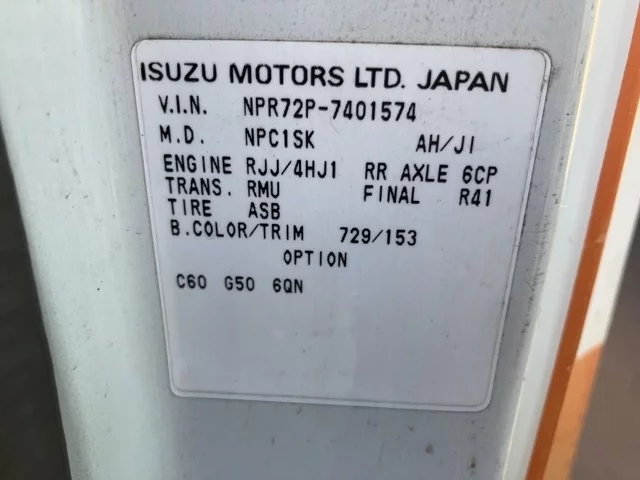 ISUZU MOTORS LTD. JAPAN
V.I.N. NPR72P-7401574
M.D. NPC1SK AH/JI
ENGINE RJJ/4HJ1 RR AXLE 6CP
TRANS. RMU FINAL R41
TIRE ASB
B.COLOR/TRIM 729/153
OPTION
C60 G50 6QN